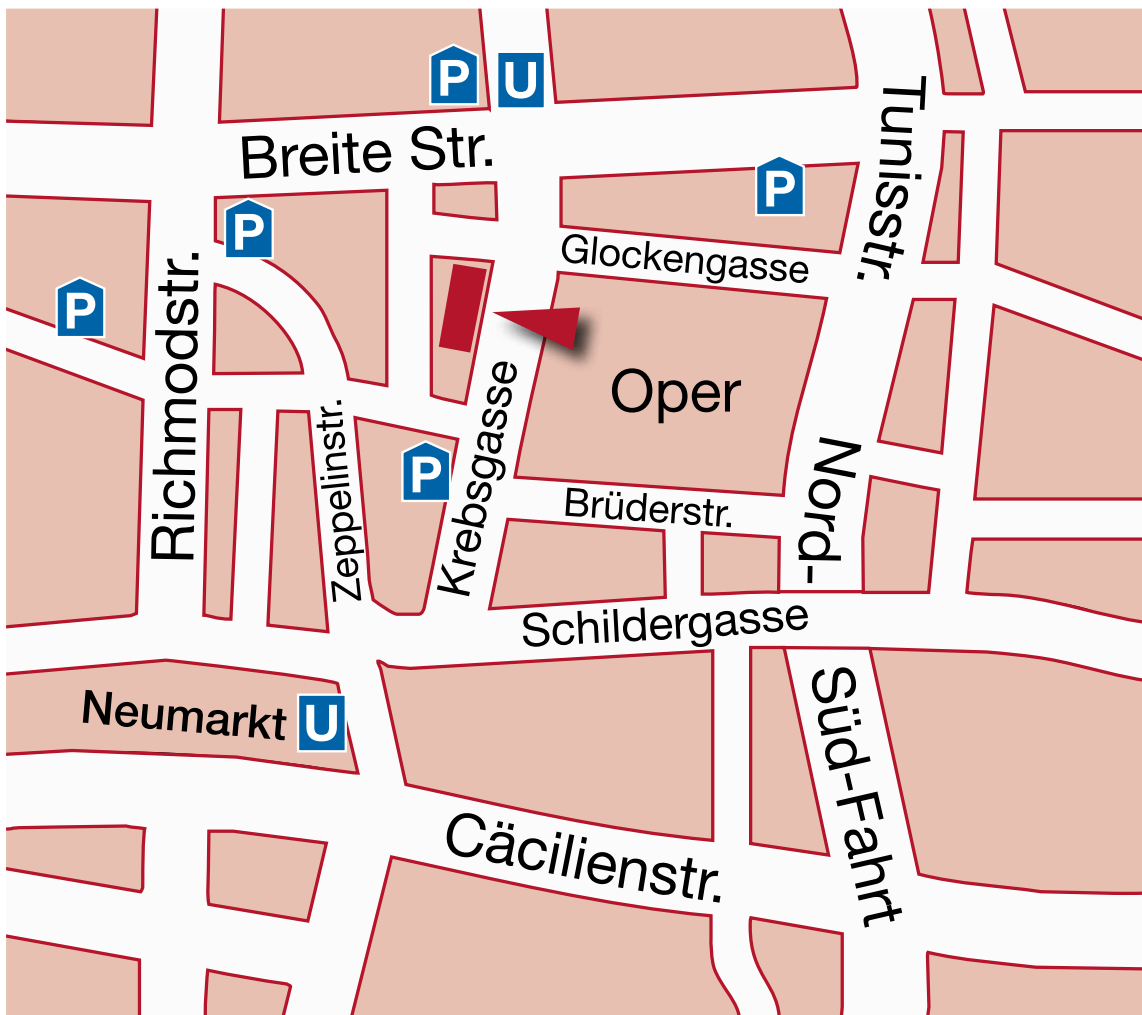 P
U
Breite Str.
Tunisstr.
P
P
Glockengasse
P
Richmodstr.
Oper
Krebsgasse
Zeppelinstr.
P
Brüderstr.
Nord-
Schildergasse
Neumarkt
U
Süd-Fahrt
Cäcilienstr.